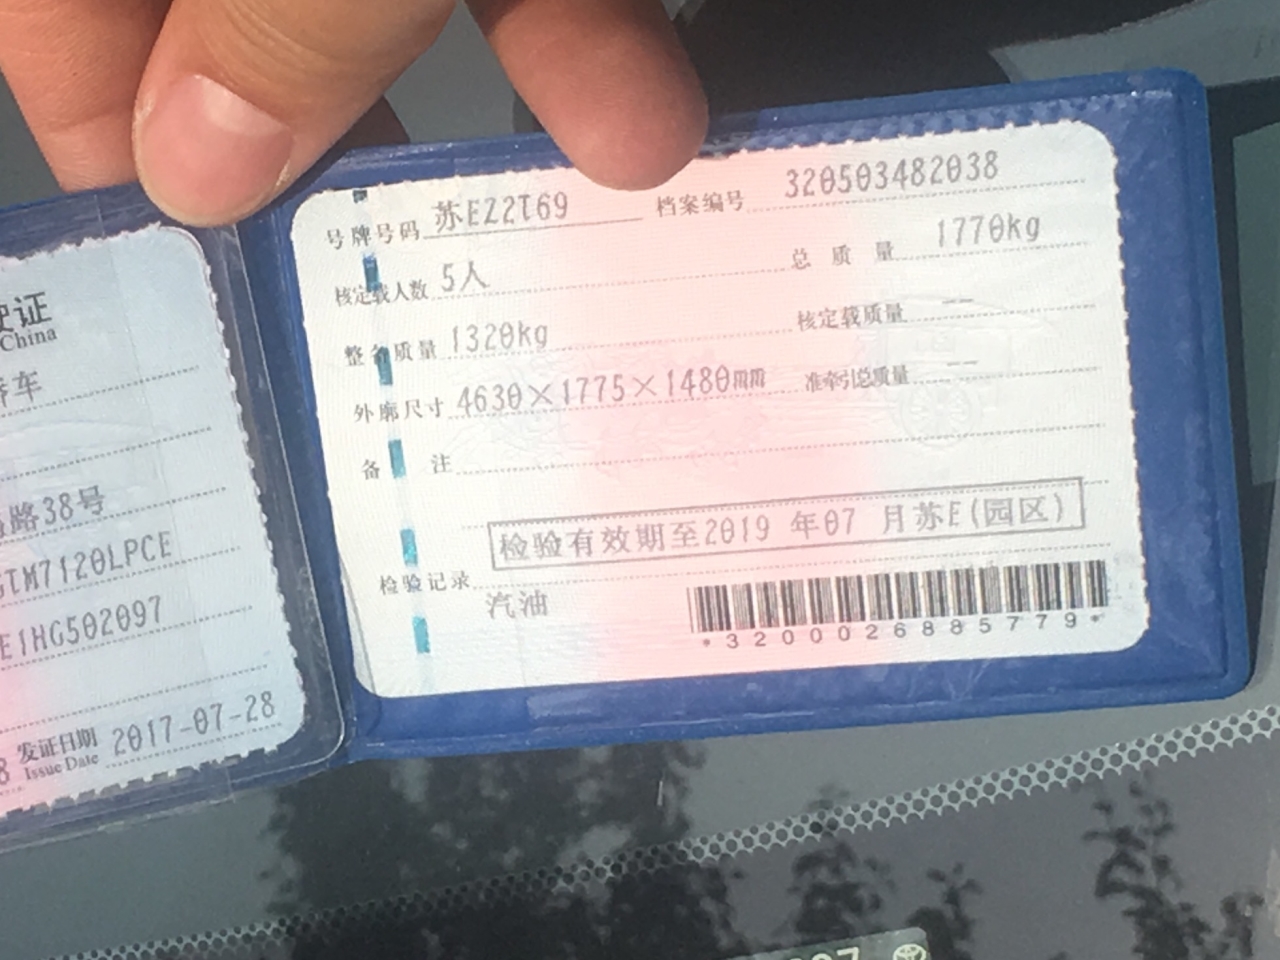 驶证
China
轿车
路38号
GTM7120LPCE
E1HG502097
8 发证日期 2017-07-28
Issue Date
号牌号码 苏EZ2T69 档案编号 320503482038
核定载人数 5人 总质量 1770kg
整备质量 1320kg 核定载质量 --
外廓尺寸 4630×1775×1480mm 准牵引总质量 --
备注
检验有效期至2019年07月苏E(园区)
检验记录
汽油
*3200026885779*